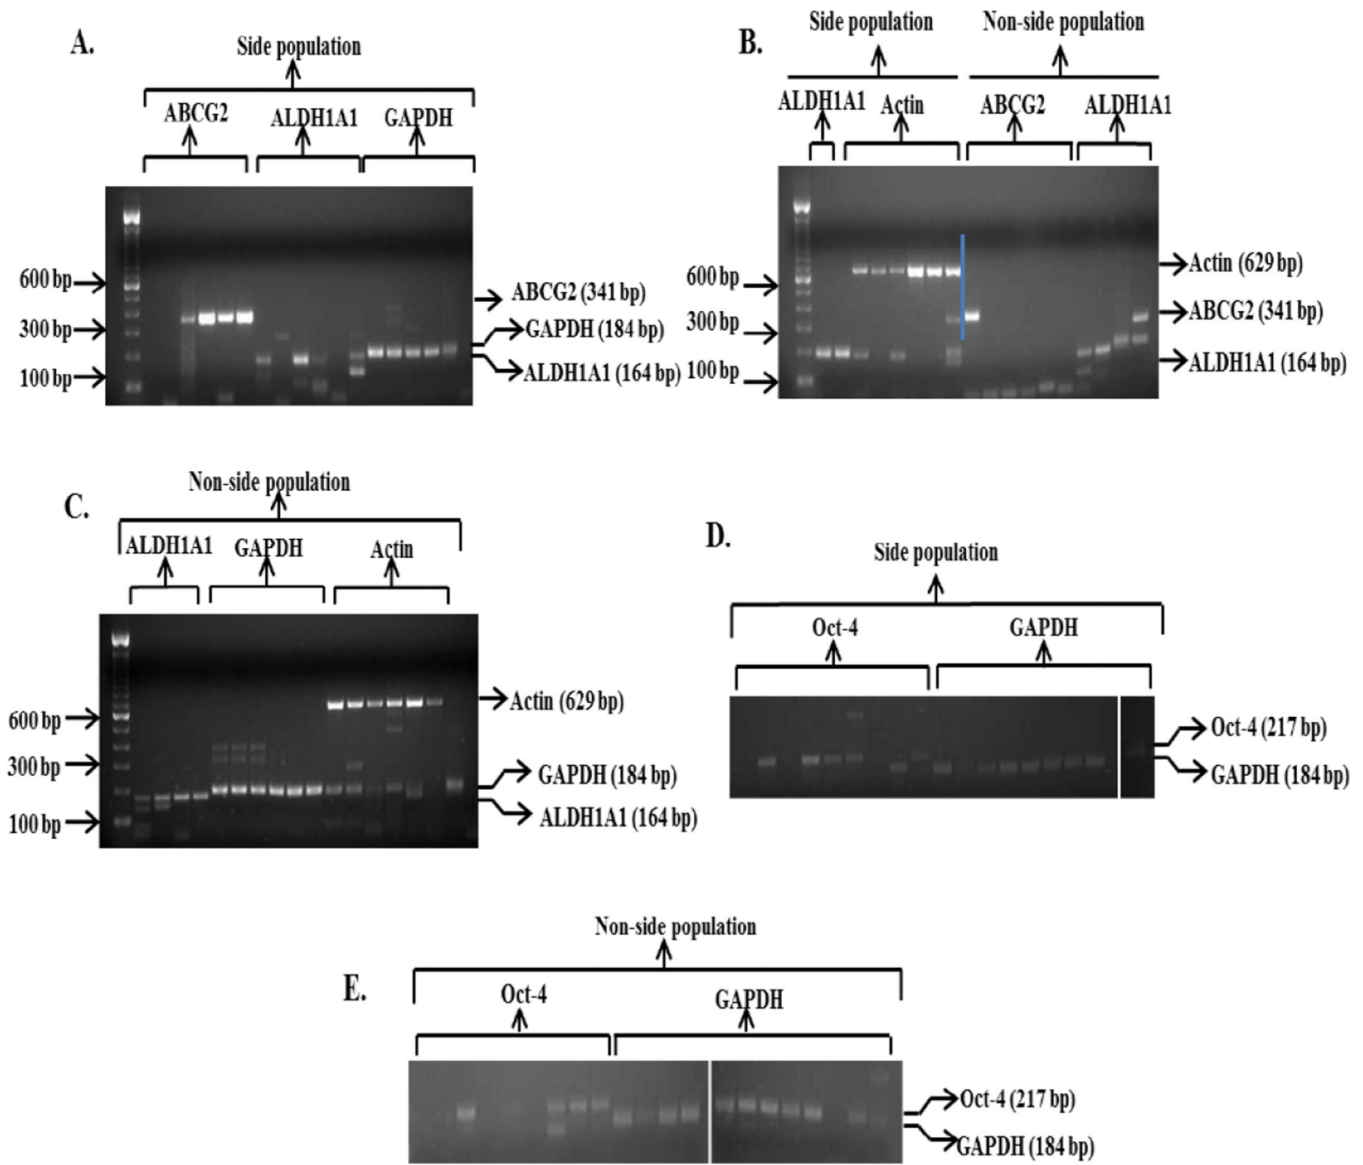 A.
Side population
ABCG2
ALDH1A1
GAPDH
600 bp
300 bp
100 bp
ABCG2 (341 bp)
GAPDH (184 bp)
ALDH1A1 (164 bp)
B.
Side population
Non-side population
ALDH1A1
Actin
ABCG2
ALDH1A1
600 bp
300 bp
100 bp
Actin (629 bp)
ABCG2 (341 bp)
ALDH1A1 (164 bp)
C.
Non-side population
ALDH1A1
GAPDH
Actin
600 bp
300 bp
100 bp
Actin (629 bp)
GAPDH (184 bp)
ALDH1A1 (164 bp)
D.
Side population
Oct-4
GAPDH
Oct-4 (217 bp)
GAPDH (184 bp)
E.
Non-side population
Oct-4
GAPDH
Oct-4 (217 bp)
GAPDH (184 bp)